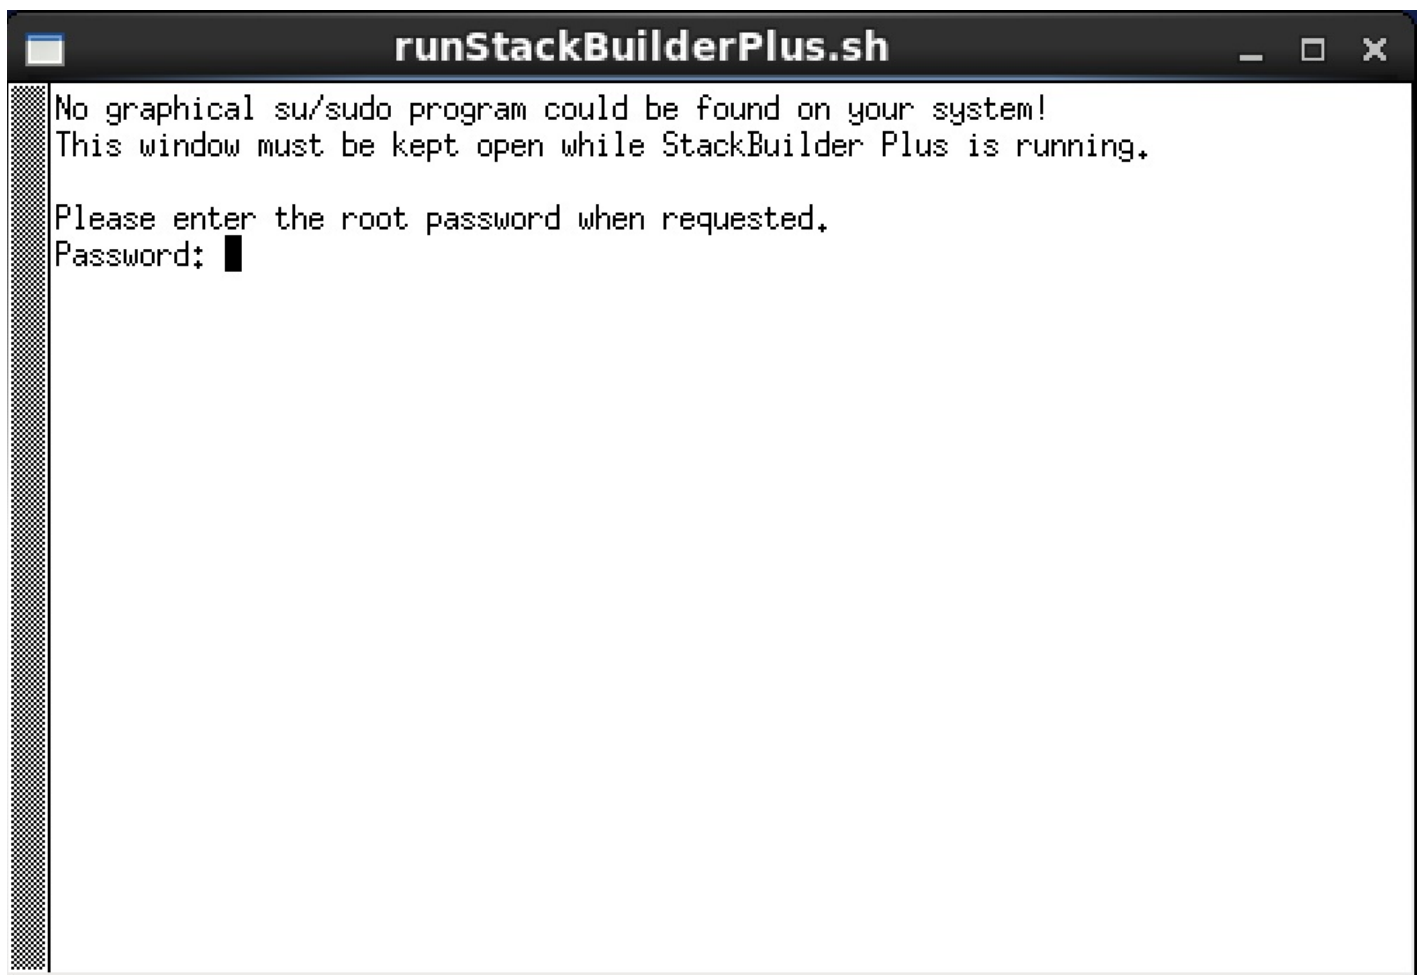 runStackBuilderPlus.sh
No graphical su/sudo program could be found on your system!
This window must be kept open while StackBuilder Plus is running.
Please enter the root password when requested.
Password: